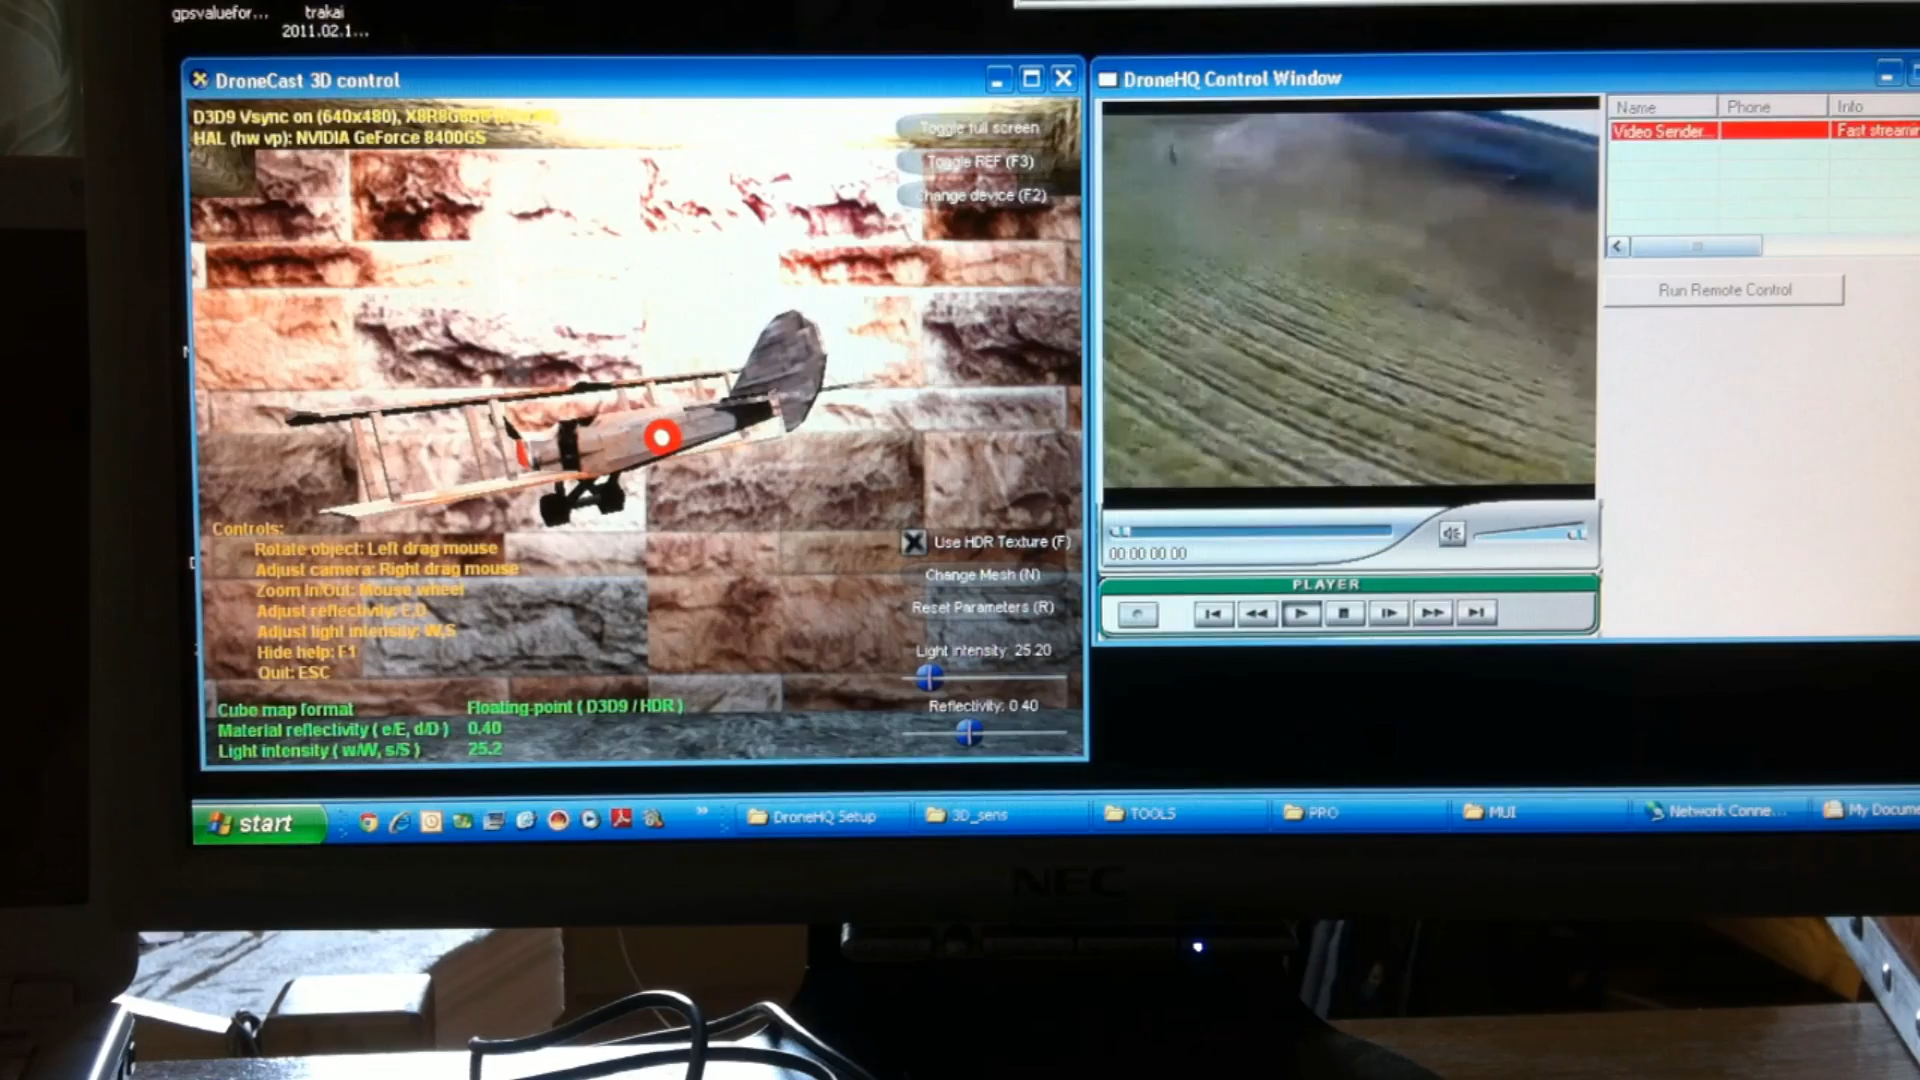 gpsvaluefor...
trakai
2011.02.1...
DroneCast 3D control
D3D9 Vsync on (640x480),
HAL (hw vp): NVIDIA GeForce 8400GS
Toggle full screen
Toggle REF (F3)
Change device (F2)
Controls:
Rotate object: Left drag mouse
Adjust camera: Right drag mouse
Zoom In/Out: Mouse wheel
Adjust reflectivity: E,D
Adjust light intensity: W,S
Hide help: F1
Quit: ESC
Use HDR Texture (F)
Change Mesh (N)
Reset Parameters (R)
Light intensity: 25.20
Reflectivity: 0.40
Cube map format Floating-point ( D3D9 / HDR )
Material reflectivity ( e/E, d/D ) 0.40
Light intensity ( w/W, s/S ) 25.2
DroneHQ Control Window
Name Phone Info
Video Sender... Fast streamin
Run Remote Control
00:00:00:00
PLAYER
start
DroneHQ Setup
3D_sens
TOOLS
PRO
MUI
Network Conne...
My Docume
NEC